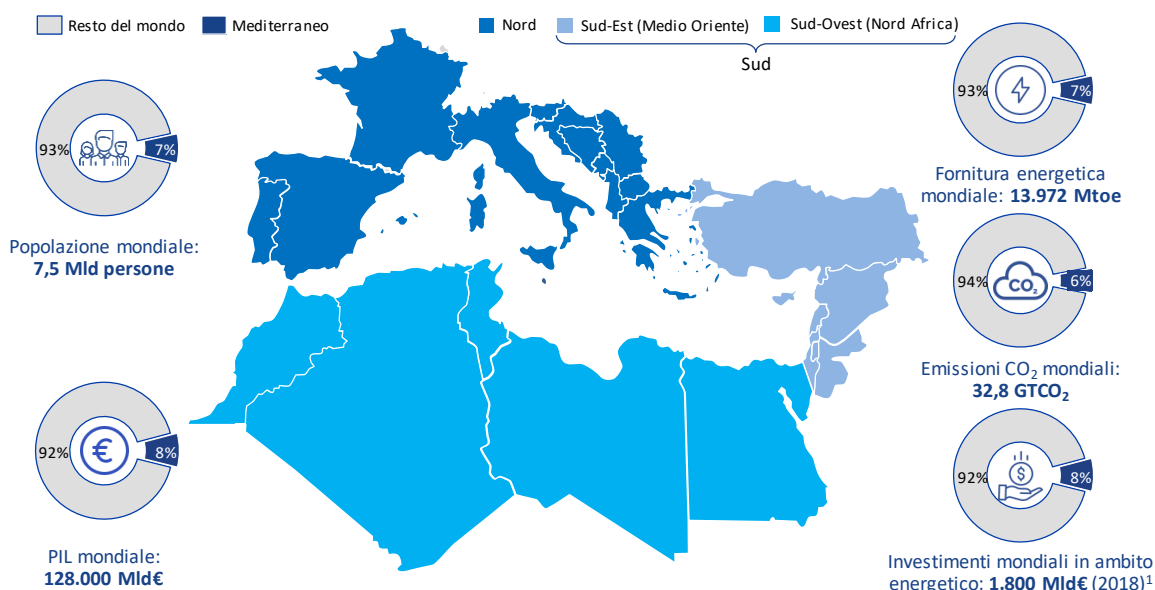 Resto del mondo
Mediterraneo
Nord
Sud-Est (Medio Oriente)
Sud-Ovest (Nord Africa)
Sud
93%
7%
Popolazione mondiale:
7,5 Mld persone
92%
€
8%
PIL mondiale:
128.000 Mld€
93%
7%
Fornitura energetica
mondiale: 13.972 Mtoe
94%
CO₂
6%
Emissioni CO₂ mondiali:
32,8 GTCO₂
92%
$
8%
Investimenti mondiali in ambito
energetico: 1.800 Mld€ (2018)¹